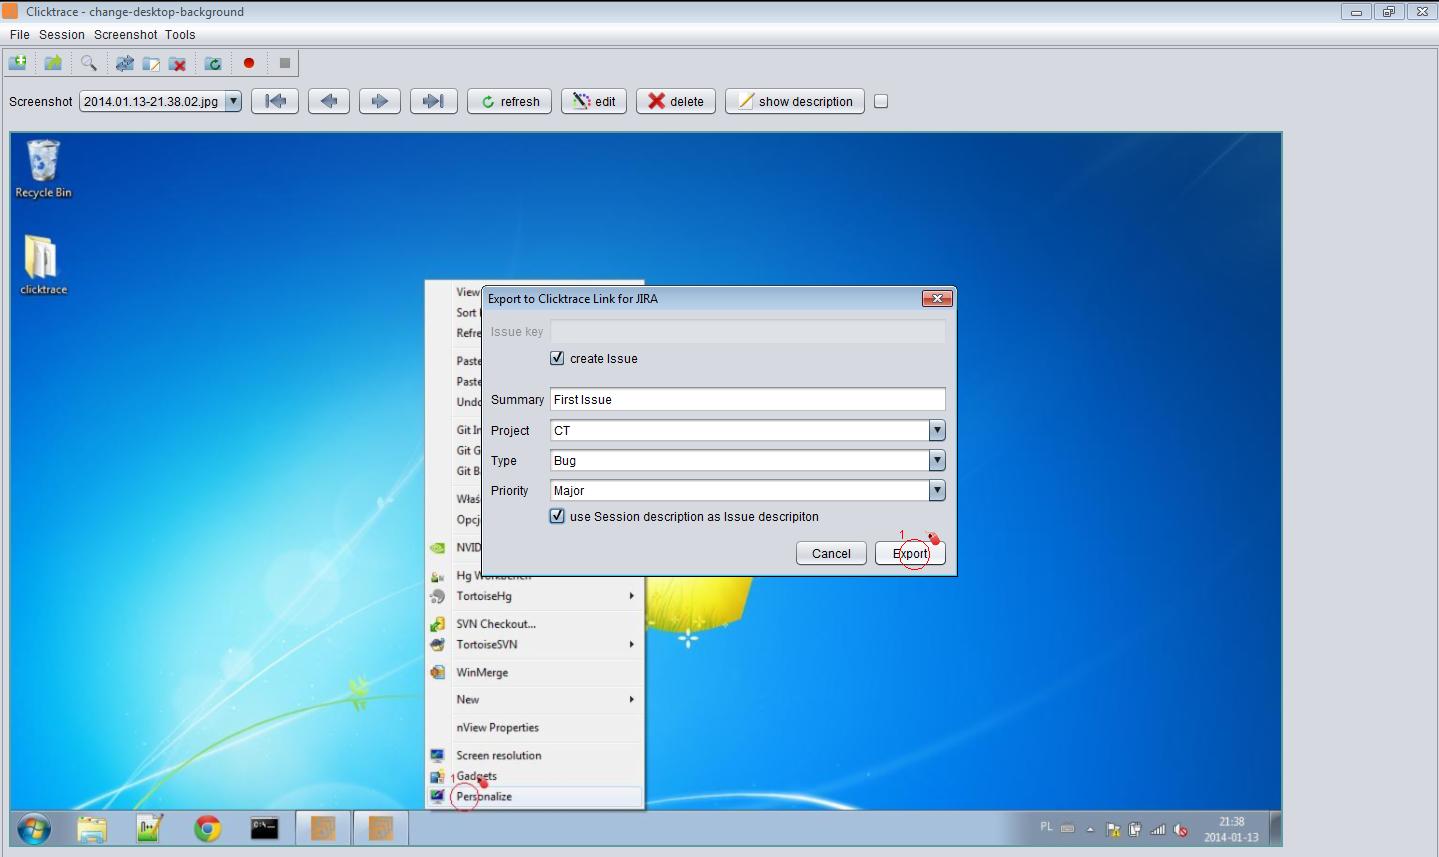 Clicktrace - change-desktop-background
File Session Screenshot Tools
Screenshot 2014.01.13-21.38.02.jpg refresh edit delete show description
Recycle Bin
clicktrace
View
Sort
Refre
Paste
Paste
Undo
Git In
Git G
Git B
Właś
Opcj
NVID
Hg Workbench
TortoiseHg
SVN Checkout...
TortoiseSVN
WinMerge
New
nView Properties
Screen resolution
Gadgets
1
Personalize
Export to Clicktrace Link for JIRA
Issue key
create Issue
Summary First Issue
Project CT
Type Bug
Priority Major
use Session description as Issue descripiton
1
Cancel Export
PL
21:38
2014-01-13